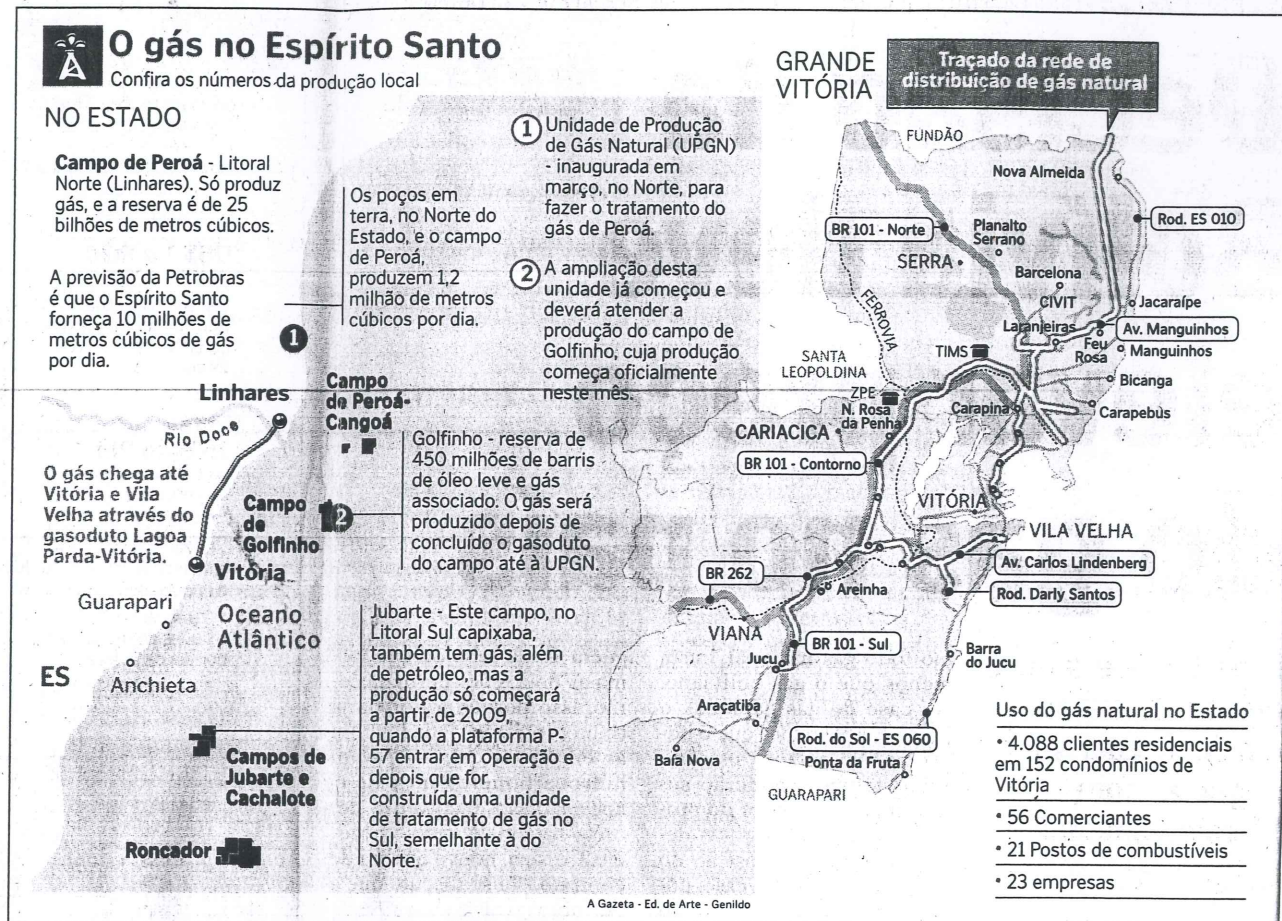 O gás no Espírito Santo
Confira os números da produção local
NO ESTADO
Campo de Peroá - Litoral
Norte (Linhares). Só produz
gás, e a reserva é de 25
bilhões de metros cúbicos.
A previsão da Petrobras
é que o Espírito Santo
forneça 10 milhões de
metros cúbicos de gás
por dia.
Os poços em
terra, no Norte do
Estado, e o campo
de Peroá,
produzem 1,2
milhão de metros
cúbicos por dia.
1 Unidade de Produção
de Gás Natural (UPGN)
- inaugurada em
março, no Norte, para
fazer o tratamento do
gás de Peroá.
2 A ampliação desta
unidade já começou e
deverá atender a
produção do campo de
Golfinho, cuja produção
começa oficialmente
neste mês.
1
Linhares
Campo
de Peroá-
Cangoá
Rio Doce
O gás chega até
Vitória e Vila
Velha através do
gasoduto Lagoa
Parda-Vitória.
Campo
de
Golfinho
2
Golfinho - reserva de
450 milhões de barris
de óleo leve e gás
associado. O gás será
produzido depois de
concluído o gasoduto
do campo até à UPGN.
Vitória
Guarapari
Oceano
Atlântico
ES
Anchieta
Jubarte - Este campo, no
Litoral Sul capixaba,
também tem gás, além
de petróleo, mas a
produção só começará
a partir de 2009,
quando a plataforma P-
57 entrar em operação e
depois que for
construída uma unidade
de tratamento de gás no
Sul, semelhante à do
Norte.
Campos de
Jubarte e
Cachalote
Roncador
GRANDE
VITÓRIA
Traçado da rede de
distribuição de gás natural
FUNDÃO
Nova Almeida
Rod. ES 010
BR 101 - Norte
Planalto
Serrano
SERRA
Barcelona
CIVIT
Jacaraípe
FERROVIA
Laranjeiras
Av. Manguinhos
Feu
Rosa
Manguinhos
TIMS
SANTA
LEOPOLDINA
Bicanga
ZPE
N. Rosa
da Penha
Carapina
Carapebus
CARIACICA
BR 101 - Contorno
VITÓRIA
VILA VELHA
Av. Carlos Lindenberg
BR 262
Areinha
Rod. Darly Santos
VIANA
BR 101 - Sul
Jucu
Barra
do Jucu
Araçatiba
Rod. do Sol - ES 060
Baía Nova
Ponta da Fruta
GUARAPARI
Uso do gás natural no Estado
• 4.088 clientes residenciais
em 152 condomínios de
Vitória
• 56 Comerciantes
• 21 Postos de combustíveis
• 23 empresas
A Gazeta - Ed. de Arte - Genildo